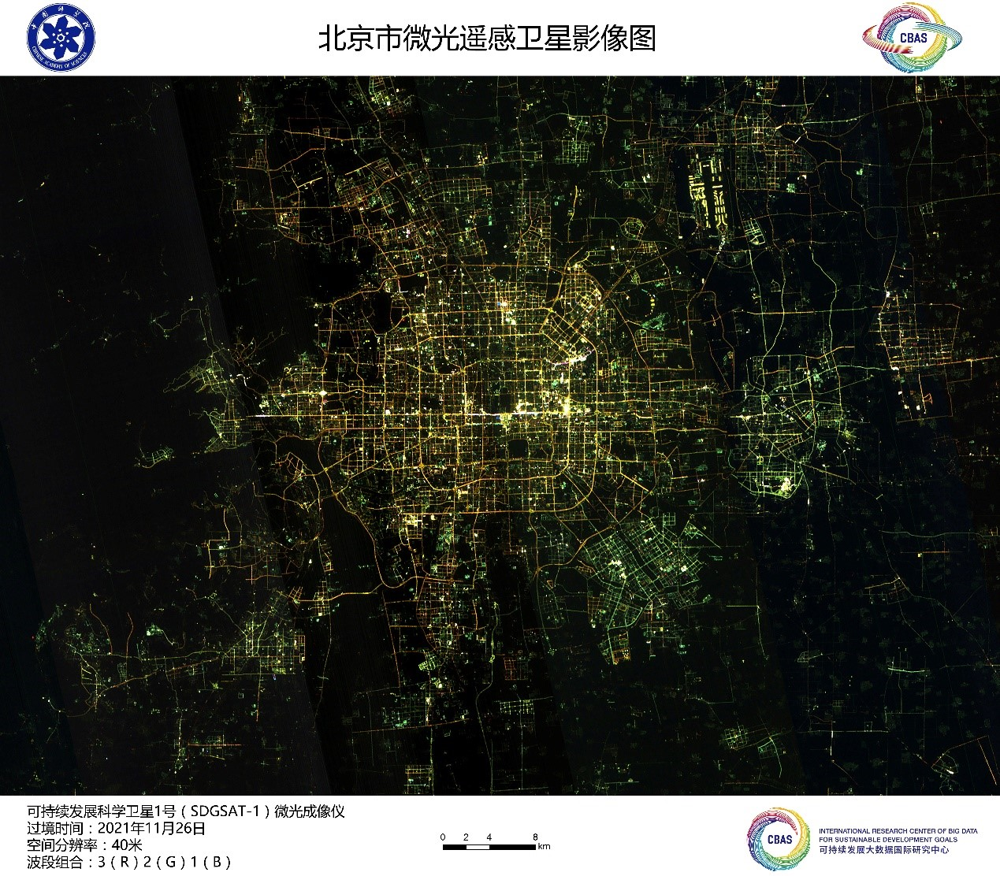 中国科学院
CHINESE ACADEMY OF SCIENCES
北京市微光遥感卫星影像图
CBAS
可持续发展科学卫星1号（SDGSAT-1）微光成像仪
过境时间：2021年11月26日
空间分辨率：40米
波段组合：3（R）2（G）1（B）
0 2 4 8
km
CBAS
INTERNATIONAL RESEARCH CENTER OF BIG DATA
FOR SUSTAINABLE DEVELOPMENT GOALS
可持续发展大数据国际研究中心